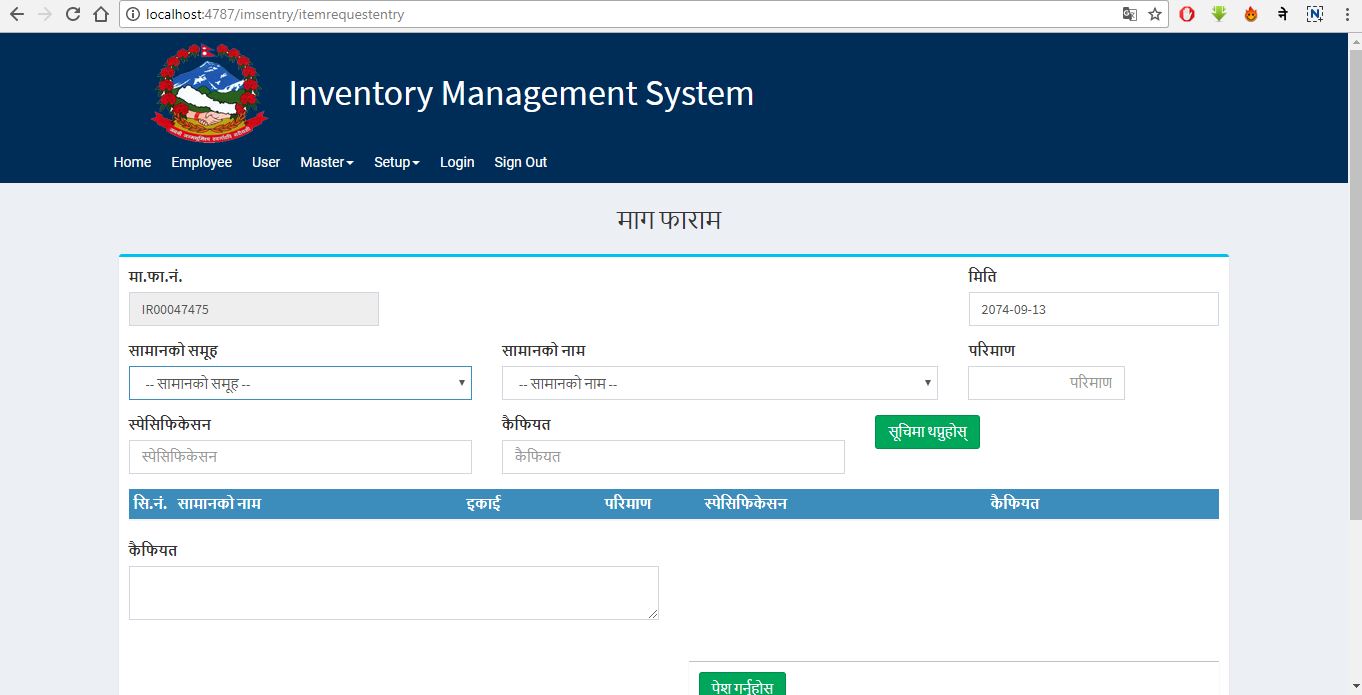 localhost:4787/imsentry/itemrequestentry
Inventory Management System
Home Employee User Master Setup Login Sign Out
माग फाराम
मा.फा.नं. मिति
IR00047475 2074-09-13
सामानको समूह सामानको नाम परिमाण
-- सामानको समूह -- -- सामानको नाम -- परिमाण
स्पेसिफिकेसन कैफियत
स्पेसिफिकेसन कैफियत सूचिमा थप्नुहोस्
सि.नं. सामानको नाम इकाई परिमाण स्पेसिफिकेसन कैफियत
कैफियत
पेश गर्नुहोस